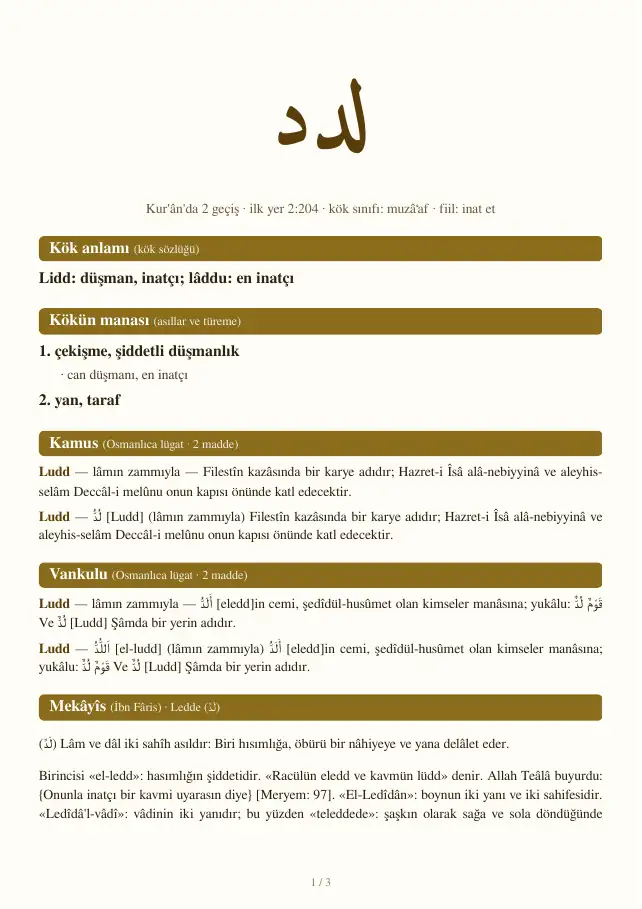 لدد
Kur'ân'da 2 geçiş · ilk yer 2:204 · kök sınıfı: muzâ'af · fiil: inat et
Kök anlamı (kök sözlüğü)
Lidd: düşman, inatçı; lâddu: en inatçı
Kökün manası (asıllar ve türeme)
1. çekişme, şiddetli düşmanlık
· can düşmanı, en inatçı
2. yan, taraf
Kamus (Osmanlıca lügat · 2 madde)
Ludd — lâmın zammıyla — Filestîn kazâsında bir karye adıdır; Hazret-i Îsâ alâ-nebiyyinâ ve aleyhis-
selâm Deccâl-i melûnu onun kapısı önünde katl edecektir.
Ludd — لُدُّ [Ludd] (lâmın zammıyla) Filestîn kazâsında bir karye adıdır; Hazret-i Îsâ alâ-nebiyyinâ ve
aleyhis-selâm Deccâl-i melûnu onun kapısı önünde katl edecektir.
Vankulu (Osmanlıca lügat · 2 madde)
Ludd — lâmın zammıyla — أَلَدُّ [eledd]in cemi, şedîdül-husûmet olan kimseler manâsına; yukâlu: قَوْمٌ لُدٌّ
Ve لُدٌّ [Ludd] Şâmda bir yerin adıdır.
Ludd — اَللُّدُّ [el-ludd] (lâmın zammıyla) أَلَدُّ [eledd]in cemi, şedîdül-husûmet olan kimseler manâsına;
yukâlu: قَوْمٌ لُدٌّ Ve لُدٌّ [Ludd] Şâmda bir yerin adıdır.
Mekâyîs (İbn Fâris) · Ledde (لَدَّ)
(لَدَّ) Lâm ve dâl iki sahîh asıldır: Biri hısımlığa, öbürü bir nâhiyeye ve yana delâlet eder.
Birincisi «el-ledd»: hasımlığın şiddetidir. «Racülün eledd ve kavmün lüdd» denir. Allah Teâlâ buyurdu:
{Onunla inatçı bir kavmi uyarasın diye} [Meryem: 97]. «El-Ledîdân»: boynun iki yanı ve iki sahifesidir.
«Ledîdâ'l-vâdî»: vâdinin iki yanıdır; bu yüzden «teleddede»: şaşkın olarak sağa ve sola döndüğünde
1 / 3